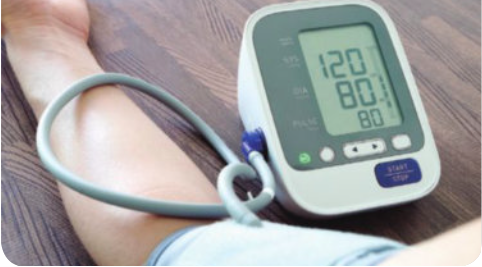 SYS 120
DIA 80
PULSE 80
START
STOP